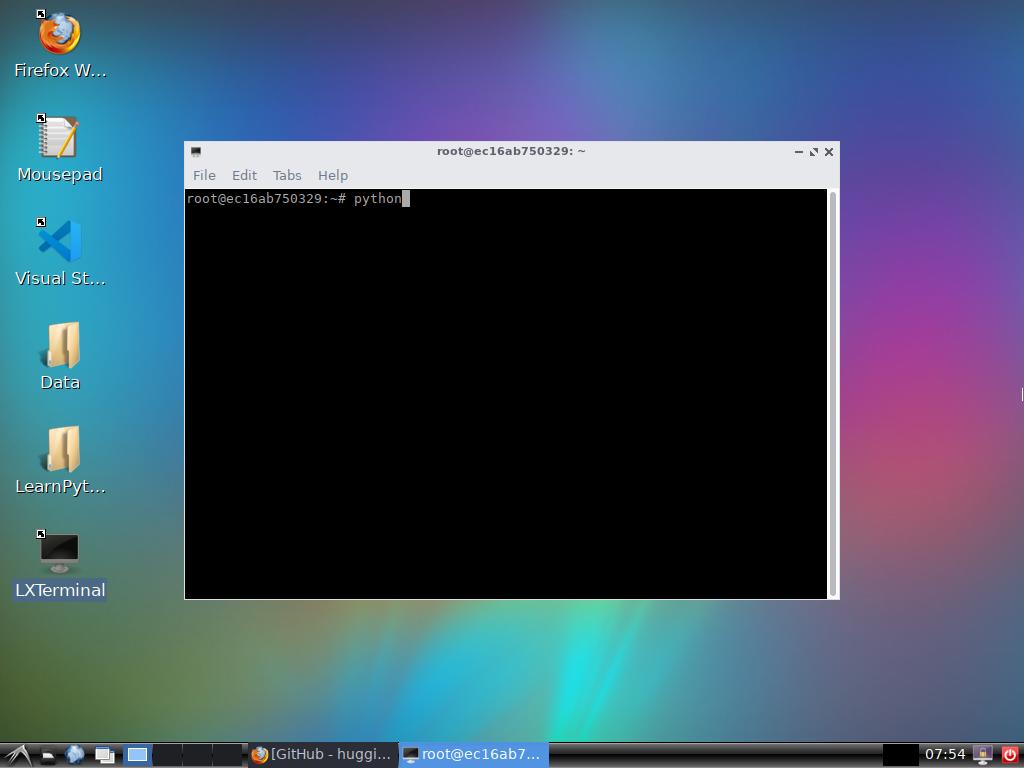 Firefox W...
Mousepad
Visual St...
Data
LearnPyt...
LXTerminal
root@ec16ab750329: ~
File Edit Tabs Help
root@ec16ab750329:~# python
[GitHub - huggi...
root@ec16ab7...
07:54